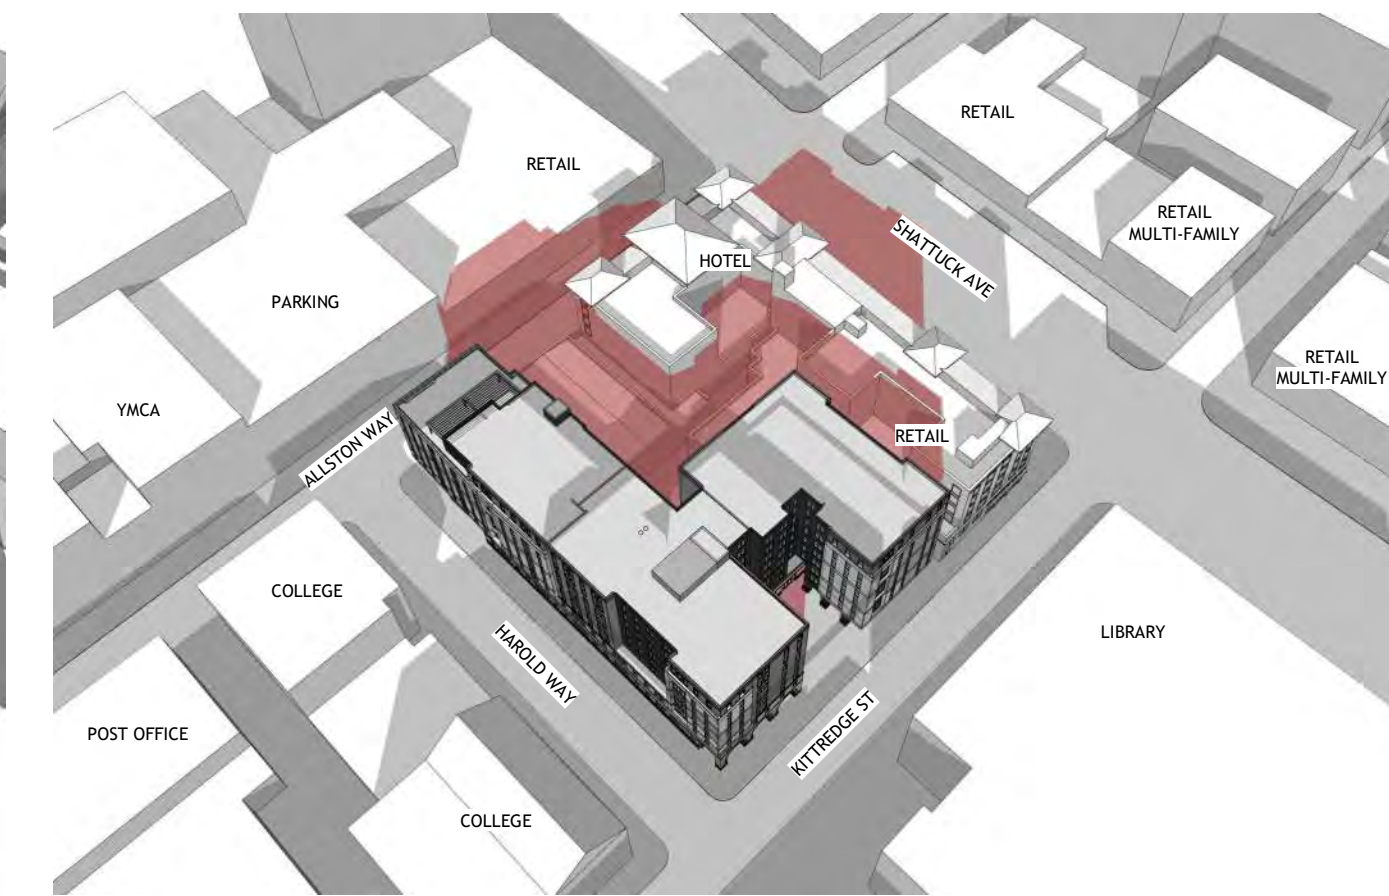 RETAIL
RETAIL
RETAIL
MULTI-FAMILY
SHATTUCK AVE
HOTEL
PARKING
RETAIL
MULTI-FAMILY
YMCA
ALLSTON WAY
RETAIL
COLLEGE
LIBRARY
HAROLD WAY
KITTREDGE ST
POST OFFICE
COLLEGE